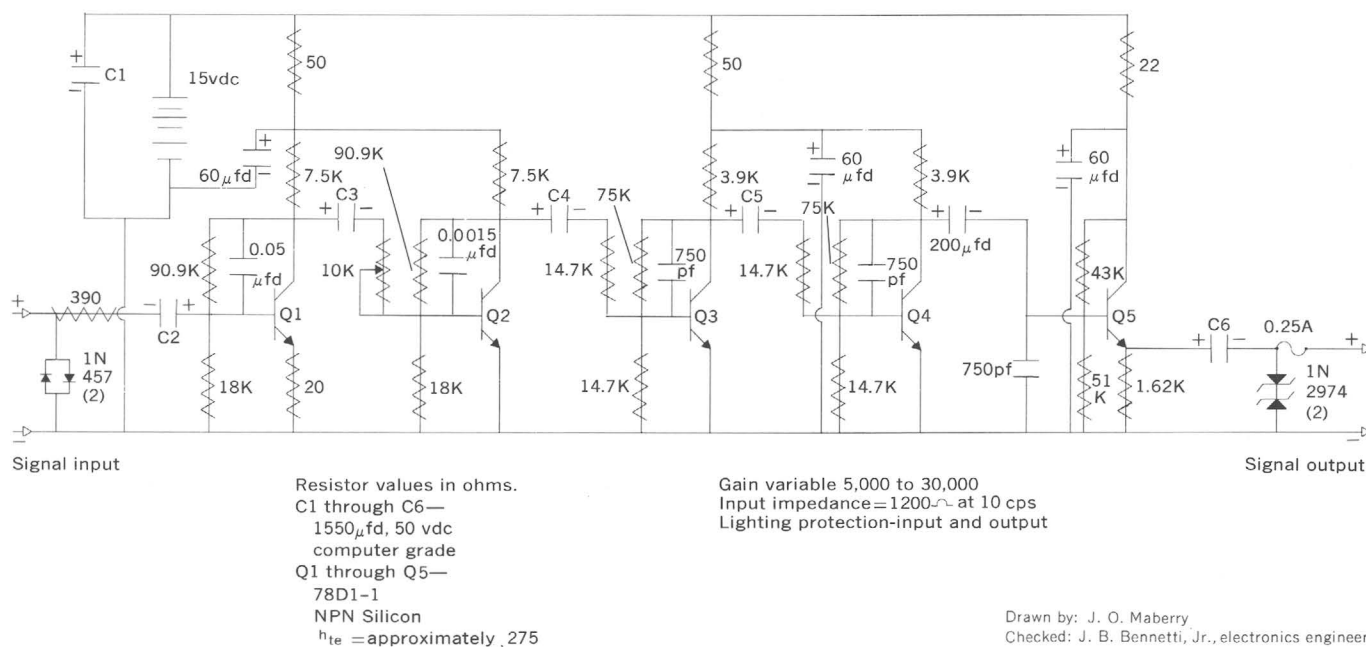 50
50
22
+
C1
-
15vdc
+
-
60μfd
7.5K
90.9K
7.5K
3.9K
+
60
μfd
-
3.9K
+
60
μfd
-
C3
+ -
C4
+ -
75K
C5
+ -
75K
+ -
200μfd
90.9K
0.05
μfd
10K
0.0015
μfd
14.7K
750
pf
14.7K
750
pf
43K
+
390
- +
C2
Q1
Q2
Q3
Q4
Q5
C6
+ -
0.25A
+
1N
457
(2)
18K
20
18K
14.7K
14.7K
750pf
51
K
1.62K
1N
2974
(2)
-
-
Signal input
Signal output
Resistor values in ohms.
C1 through C6—
1550μfd, 50 vdc
computer grade
Q1 through Q5—
78D1-1
NPN Silicon
hte =approximately 275
Gain variable 5,000 to 30,000
Input impedance=1200 at 10 cps
Lighting protection-input and output
Drawn by: J. O. Maberry
Checked: J. B. Bennetti, Jr., electronics engineer